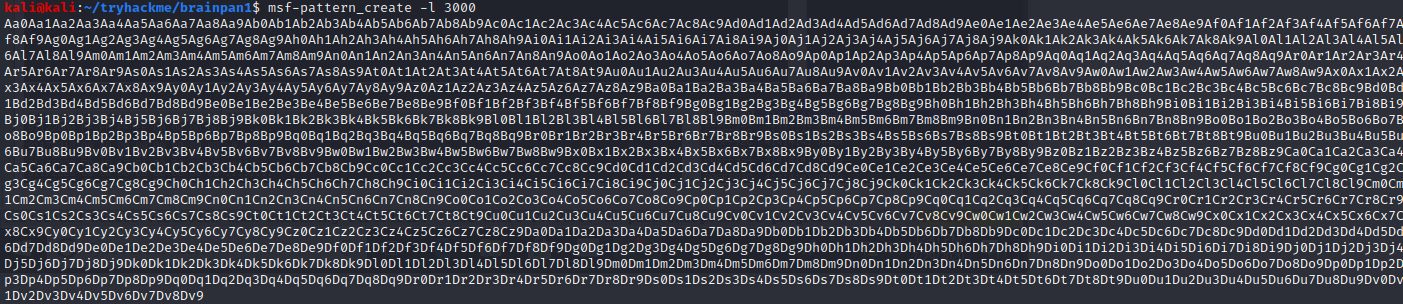 kali@kali:~/tryhackme/brainpan1$ msf-pattern_create -l 3000
Aa0Aa1Aa2Aa3Aa4Aa5Aa6Aa7Aa8Aa9Ab0Ab1Ab2Ab3Ab4Ab5Ab6Ab7Ab8Ab9Ac0Ac1Ac2Ac3Ac4Ac5Ac6Ac7Ac8Ac9Ad0Ad1Ad2Ad3Ad4Ad5Ad6Ad7Ad8Ad9Ae0Ae1Ae2Ae3Ae4Ae5Ae6Ae7Ae8Ae9Af0Af1Af2Af3Af4Af5Af6Af7A
f8Af9Ag0Ag1Ag2Ag3Ag4Ag5Ag6Ag7Ag8Ag9Ah0Ah1Ah2Ah3Ah4Ah5Ah6Ah7Ah8Ah9Ai0Ai1Ai2Ai3Ai4Ai5Ai6Ai7Ai8Ai9Aj0Aj1Aj2Aj3Aj4Aj5Aj6Aj7Aj8Aj9Ak0Ak1Ak2Ak3Ak4Ak5Ak6Ak7Ak8Ak9Al0Al1Al2Al3Al4Al5Al
6Al7Al8Al9Am0Am1Am2Am3Am4Am5Am6Am7Am8Am9An0An1An2An3An4An5An6An7An8An9Ao0Ao1Ao2Ao3Ao4Ao5Ao6Ao7Ao8Ao9Ap0Ap1Ap2Ap3Ap4Ap5Ap6Ap7Ap8Ap9Aq0Aq1Aq2Aq3Aq4Aq5Aq6Aq7Aq8Aq9Ar0Ar1Ar2Ar3Ar4
Ar5Ar6Ar7Ar8Ar9As0As1As2As3As4As5As6As7As8As9At0At1At2At3At4At5At6At7At8At9Au0Au1Au2Au3Au4Au5Au6Au7Au8Au9Av0Av1Av2Av3Av4Av5Av6Av7Av8Av9Aw0Aw1Aw2Aw3Aw4Aw5Aw6Aw7Aw8Aw9Ax0Ax1Ax2A
x3Ax4Ax5Ax6Ax7Ax8Ax9Ay0Ay1Ay2Ay3Ay4Ay5Ay6Ay7Ay8Ay9Az0Az1Az2Az3Az4Az5Az6Az7Az8Az9Ba0Ba1Ba2Ba3Ba4Ba5Ba6Ba7Ba8Ba9Bb0Bb1Bb2Bb3Bb4Bb5Bb6Bb7Bb8Bb9Bc0Bc1Bc2Bc3Bc4Bc5Bc6Bc7Bc8Bc9Bd0Bd
1Bd2Bd3Bd4Bd5Bd6Bd7Bd8Bd9Be0Be1Be2Be3Be4Be5Be6Be7Be8Be9Bf0Bf1Bf2Bf3Bf4Bf5Bf6Bf7Bf8Bf9Bg0Bg1Bg2Bg3Bg4Bg5Bg6Bg7Bg8Bg9Bh0Bh1Bh2Bh3Bh4Bh5Bh6Bh7Bh8Bh9Bi0Bi1Bi2Bi3Bi4Bi5Bi6Bi7Bi8Bi9
Bj0Bj1Bj2Bj3Bj4Bj5Bj6Bj7Bj8Bj9Bk0Bk1Bk2Bk3Bk4Bk5Bk6Bk7Bk8Bk9Bl0Bl1Bl2Bl3Bl4Bl5Bl6Bl7Bl8Bl9Bm0Bm1Bm2Bm3Bm4Bm5Bm6Bm7Bm8Bm9Bn0Bn1Bn2Bn3Bn4Bn5Bn6Bn7Bn8Bn9Bo0Bo1Bo2Bo3Bo4Bo5Bo6Bo7B
o8Bo9Bp0Bp1Bp2Bp3Bp4Bp5Bp6Bp7Bp8Bp9Bq0Bq1Bq2Bq3Bq4Bq5Bq6Bq7Bq8Bq9Br0Br1Br2Br3Br4Br5Br6Br7Br8Br9Bs0Bs1Bs2Bs3Bs4Bs5Bs6Bs7Bs8Bs9Bt0Bt1Bt2Bt3Bt4Bt5Bt6Bt7Bt8Bt9Bu0Bu1Bu2Bu3Bu4Bu5Bu
6Bu7Bu8Bu9Bv0Bv1Bv2Bv3Bv4Bv5Bv6Bv7Bv8Bv9Bw0Bw1Bw2Bw3Bw4Bw5Bw6Bw7Bw8Bw9Bx0Bx1Bx2Bx3Bx4Bx5Bx6Bx7Bx8Bx9By0By1By2By3By4By5By6By7By8By9Bz0Bz1Bz2Bz3Bz4Bz5Bz6Bz7Bz8Bz9Ca0Ca1Ca2Ca3Ca4
Ca5Ca6Ca7Ca8Ca9Cb0Cb1Cb2Cb3Cb4Cb5Cb6Cb7Cb8Cb9Cc0Cc1Cc2Cc3Cc4Cc5Cc6Cc7Cc8Cc9Cd0Cd1Cd2Cd3Cd4Cd5Cd6Cd7Cd8Cd9Ce0Ce1Ce2Ce3Ce4Ce5Ce6Ce7Ce8Ce9Cf0Cf1Cf2Cf3Cf4Cf5Cf6Cf7Cf8Cf9Cg0Cg1Cg2C
g3Cg4Cg5Cg6Cg7Cg8Cg9Ch0Ch1Ch2Ch3Ch4Ch5Ch6Ch7Ch8Ch9Ci0Ci1Ci2Ci3Ci4Ci5Ci6Ci7Ci8Ci9Cj0Cj1Cj2Cj3Cj4Cj5Cj6Cj7Cj8Cj9Ck0Ck1Ck2Ck3Ck4Ck5Ck6Ck7Ck8Ck9Cl0Cl1Cl2Cl3Cl4Cl5Cl6Cl7Cl8Cl9Cm0Cm
1Cm2Cm3Cm4Cm5Cm6Cm7Cm8Cm9Cn0Cn1Cn2Cn3Cn4Cn5Cn6Cn7Cn8Cn9Co0Co1Co2Co3Co4Co5Co6Co7Co8Co9Cp0Cp1Cp2Cp3Cp4Cp5Cp6Cp7Cp8Cp9Cq0Cq1Cq2Cq3Cq4Cq5Cq6Cq7Cq8Cq9Cr0Cr1Cr2Cr3Cr4Cr5Cr6Cr7Cr8Cr9
Cs0Cs1Cs2Cs3Cs4Cs5Cs6Cs7Cs8Cs9Ct0Ct1Ct2Ct3Ct4Ct5Ct6Ct7Ct8Ct9Cu0Cu1Cu2Cu3Cu4Cu5Cu6Cu7Cu8Cu9Cv0Cv1Cv2Cv3Cv4Cv5Cv6Cv7Cv8Cv9Cw0Cw1Cw2Cw3Cw4Cw5Cw6Cw7Cw8Cw9Cx0Cx1Cx2Cx3Cx4Cx5Cx6Cx7C
x8Cx9Cy0Cy1Cy2Cy3Cy4Cy5Cy6Cy7Cy8Cy9Cz0Cz1Cz2Cz3Cz4Cz5Cz6Cz7Cz8Cz9Da0Da1Da2Da3Da4Da5Da6Da7Da8Da9Db0Db1Db2Db3Db4Db5Db6Db7Db8Db9Dc0Dc1Dc2Dc3Dc4Dc5Dc6Dc7Dc8Dc9Dd0Dd1Dd2Dd3Dd4Dd5Dd
6Dd7Dd8Dd9De0De1De2De3De4De5De6De7De8De9Df0Df1Df2Df3Df4Df5Df6Df7Df8Df9Dg0Dg1Dg2Dg3Dg4Dg5Dg6Dg7Dg8Dg9Dh0Dh1Dh2Dh3Dh4Dh5Dh6Dh7Dh8Dh9Di0Di1Di2Di3Di4Di5Di6Di7Di8Di9Dj0Dj1Dj2Dj3Dj4
Dj5Dj6Dj7Dj8Dj9Dk0Dk1Dk2Dk3Dk4Dk5Dk6Dk7Dk8Dk9Dl0Dl1Dl2Dl3Dl4Dl5Dl6Dl7Dl8Dl9Dm0Dm1Dm2Dm3Dm4Dm5Dm6Dm7Dm8Dm9Dn0Dn1Dn2Dn3Dn4Dn5Dn6Dn7Dn8Dn9Do0Do1Do2Do3Do4Do5Do6Do7Do8Do9Dp0Dp1Dp2D
p3Dp4Dp5Dp6Dp7Dp8Dp9Dq0Dq1Dq2Dq3Dq4Dq5Dq6Dq7Dq8Dq9Dr0Dr1Dr2Dr3Dr4Dr5Dr6Dr7Dr8Dr9Ds0Ds1Ds2Ds3Ds4Ds5Ds6Ds7Ds8Ds9Dt0Dt1Dt2Dt3Dt4Dt5Dt6Dt7Dt8Dt9Du0Du1Du2Du3Du4Du5Du6Du7Du8Du9Dv0Dv
1Dv2Dv3Dv4Dv5Dv6Dv7Dv8Dv9